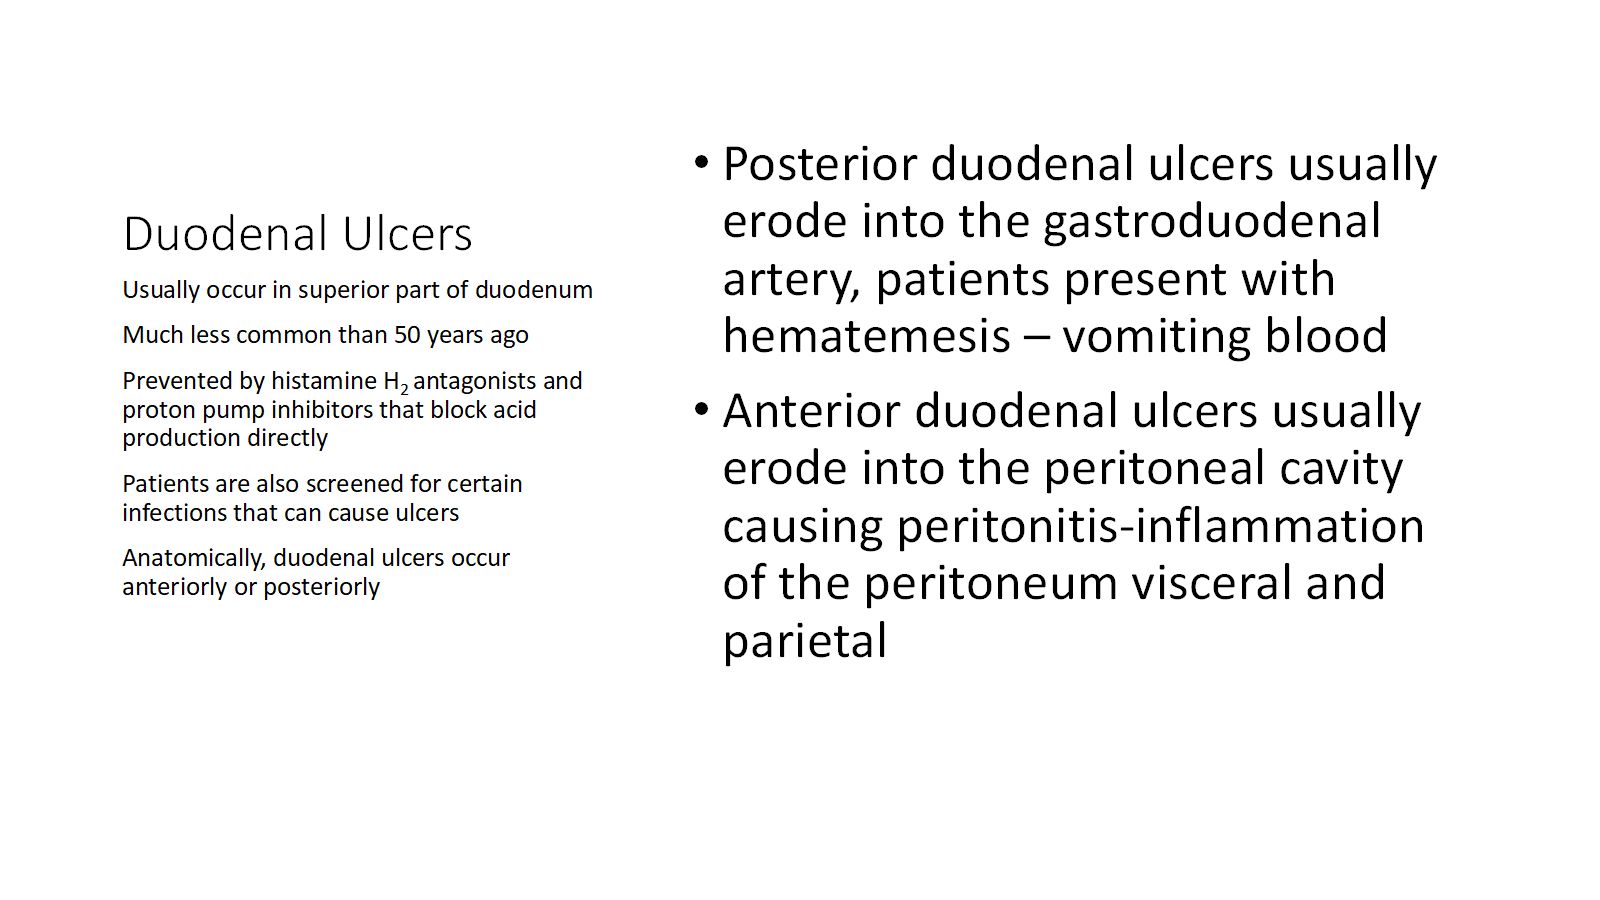 Duodenal Ulcers
Usually occur in superior part of duodenum
Much less common than 50 years ago
Prevented by histamine H₂ antagonists and
proton pump inhibitors that block acid
production directly
Patients are also screened for certain
infections that can cause ulcers
Anatomically, duodenal ulcers occur
anteriorly or posteriorly
• Posterior duodenal ulcers usually
erode into the gastroduodenal
artery, patients present with
hematemesis – vomiting blood
• Anterior duodenal ulcers usually
erode into the peritoneal cavity
causing peritonitis-inflammation
of the peritoneum visceral and
parietal